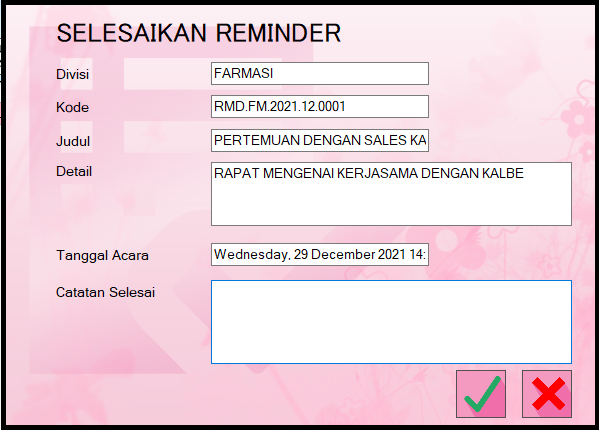 SELESAIKAN REMINDER
Divisi
FARMASI
Kode
RMD.FM.2021.12.0001
Judul
PERTEMUAN DENGAN SALES KA
Detail
RAPAT MENGENAI KERJASAMA DENGAN KALBE
Tanggal Acara
Wednesday, 29 December 2021 14:
Catatan Selesai